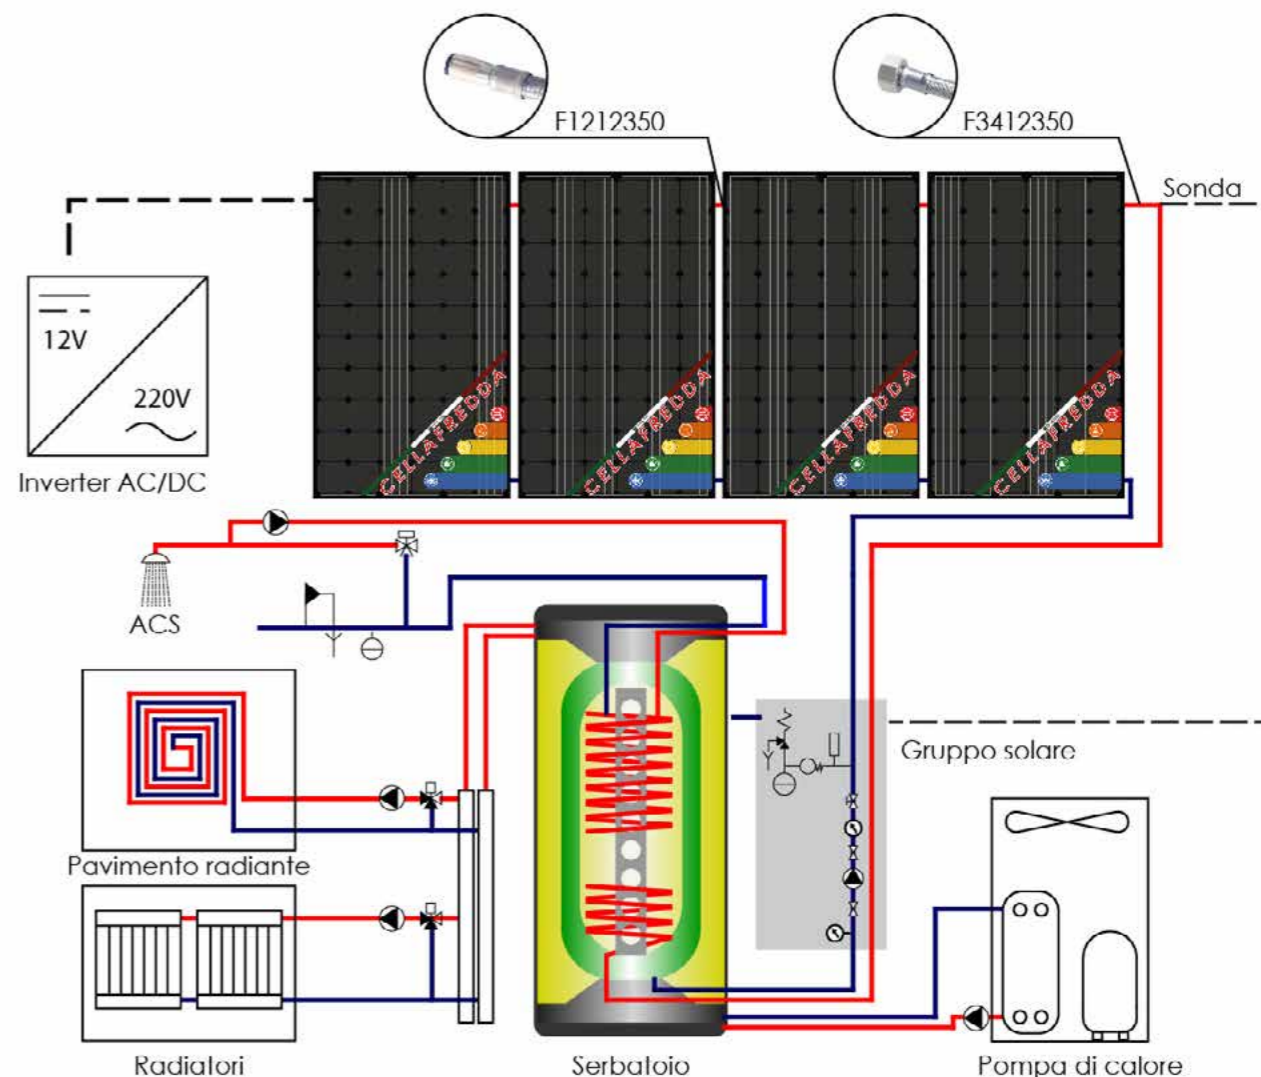 F1212350
F3412350
Sonda
12V
220V
Inverter AC/DC
CELLAFREDDA
CELLAFREDDA
CELLAFREDDA
CELLAFREDDA
ACS
Gruppo solare
Pavimento radiante
Radiatori
Serbatoio
Pompa di calore